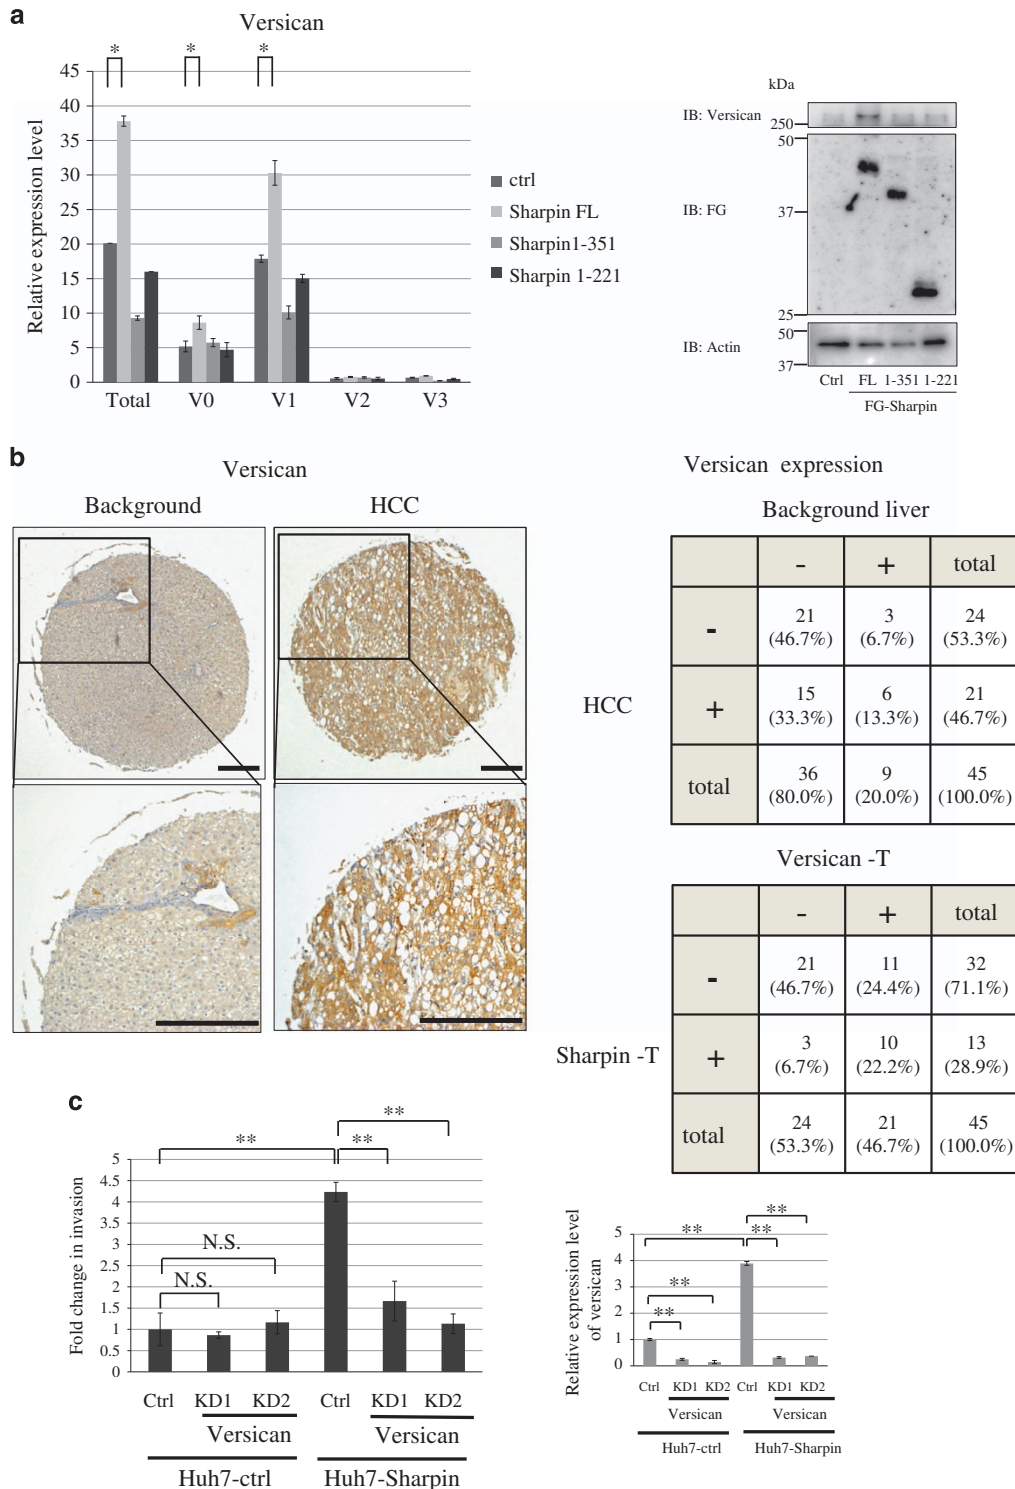 a
Versican
* * *
45
40
35
30
25
20
15
10
5
0
Relative expression level
Total V0 V1 V2 V3
ctrl
Sharpin FL
Sharpin1-351
Sharpin 1-221
kDa
IB: Versican
250
50
IB: FG
37
25
50
IB: Actin
37
Ctrl FL 1-351 1-221
FG-Sharpin
b
Versican
Background HCC
Versican expression
Background liver
- + total
- 21 (46.7%) 3 (6.7%) 24 (53.3%)
HCC
+ 15 (33.3%) 6 (13.3%) 21 (46.7%)
total 36 (80.0%) 9 (20.0%) 45 (100.0%)
Versican -T
- + total
- 21 (46.7%) 11 (24.4%) 32 (71.1%)
Sharpin -T
+ 3 (6.7%) 10 (22.2%) 13 (28.9%)
total 24 (53.3%) 21 (46.7%) 45 (100.0%)
c
**
** **
N.S.
N.S.
Fold change in invasion
5
4.5
4
3.5
3
2.5
2
1.5
1
0.5
0
Ctrl KD1 KD2 Ctrl KD1 KD2
Versican Versican
Huh7-ctrl Huh7-Sharpin
Relative expression level
of versican
5
4
3
2
1
0
**
** **
**
**
Ctrl KD1 KD2 Ctrl KD1 KD2
Versican Versican
Huh7-ctrl Huh7-Sharpin